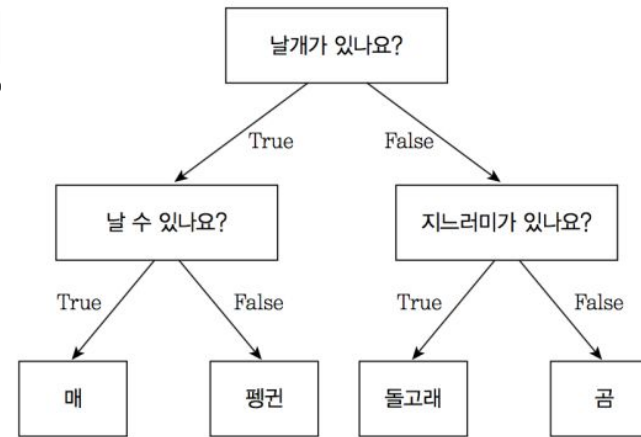 날개가 있나요?
True False
날 수 있나요? 지느러미가 있나요?
True False True False
매 펭귄 돌고래 곰